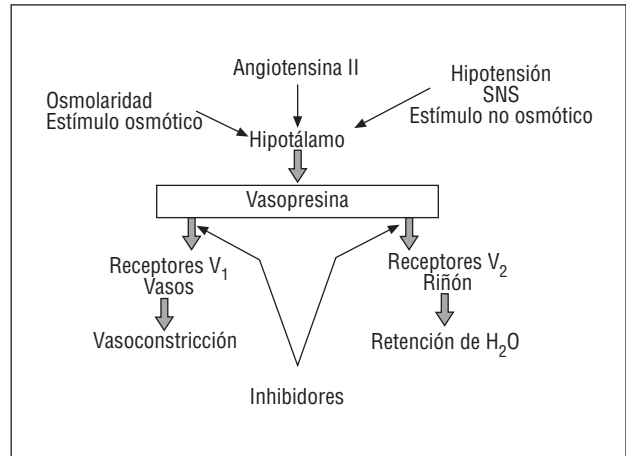 Angiotensina II
Osmolaridad
Estímulo osmótico
Hipotensión
SNS
Estímulo no osmótico
Hipotálamo
Vasopresina
Receptores V₁
Vasos
Receptores V₂
Riñón
Vasoconstricción
Retención de H₂O
Inhibidores